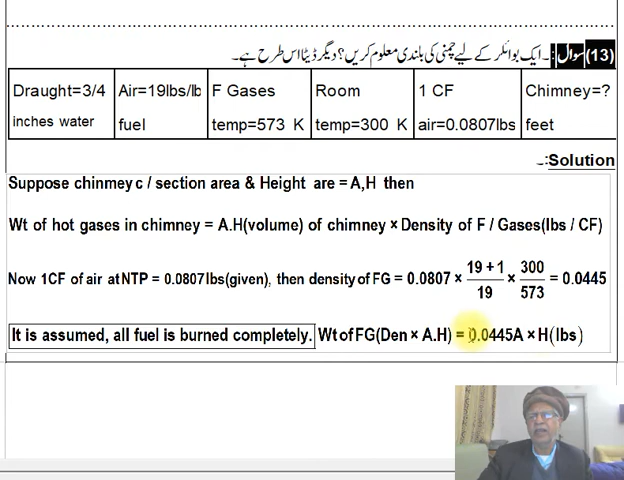 (13) سوال:۔ ایک بوائلر کے لیے چمنی کی بلندی معلوم کریں؟ دیگر ڈیٹا اس طرح ہے۔
Draught=3/4 inches water
Air=19lbs/lb fuel
F Gases temp=573 K
Room temp=300 K
1 CF air=0.0807lbs
Chimney=? feet
Solution:-
Suppose chinmey c / section area & Height are = A,H then
Wt of hot gases in chimney = A.H(volume) of chimney × Density of F / Gases(lbs / CF)
Now 1CF of air at NTP = 0.0807lbs(given), then density of FG = 0.0807 × 19 + 1 / 19 × 300 / 573 = 0.0445
It is assumed, all fuel is burned completely. Wt of FG(Den × A.H) = 0.0445A × H(lbs)